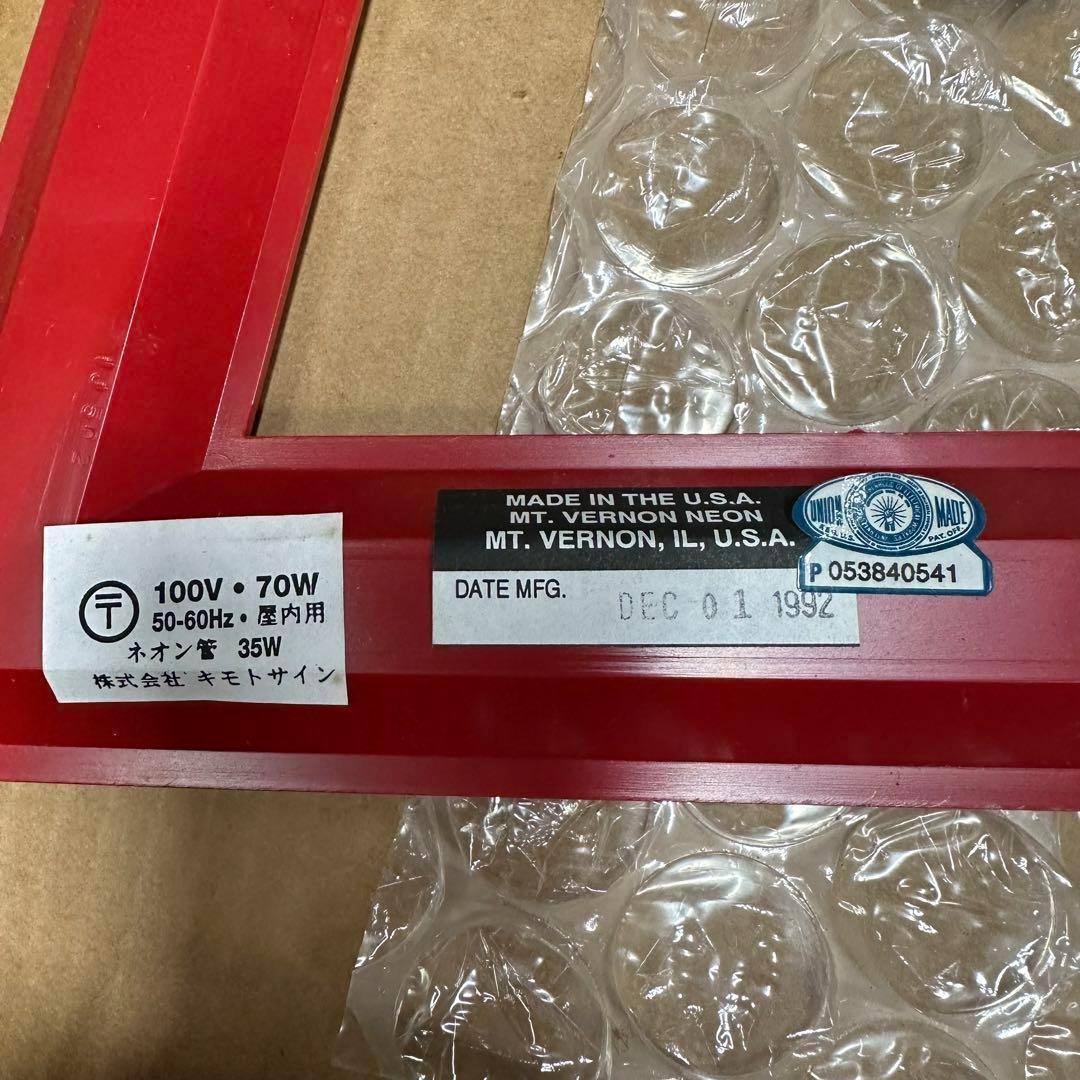 〒
100V・70W
50-60Hz・屋内用
ネオン管 35W
株式会社 キモトサイン
MADE IN THE U.S.A.
MT. VERNON NEON
MT. VERNON, IL, U.S.A.
DATE MFG.
DEC 01 1992
UNION MADE
PAT. OFF.
P 053840541